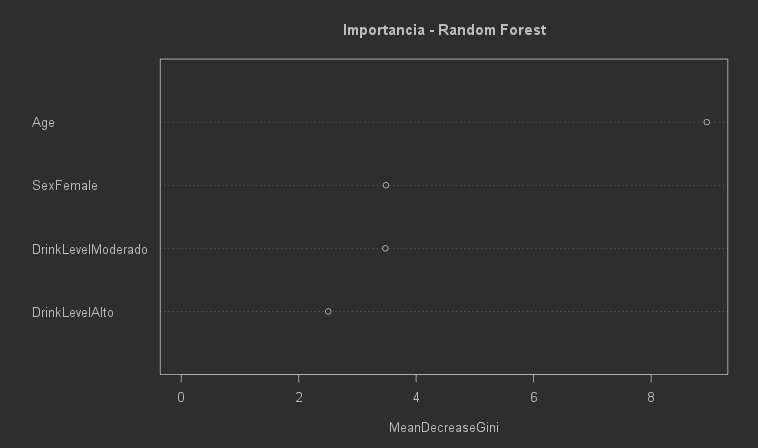 Importancia - Random Forest
Age
SexFemale
DrinkLevelModerado
DrinkLevelAlto
0 2 4 6 8
MeanDecreaseGini